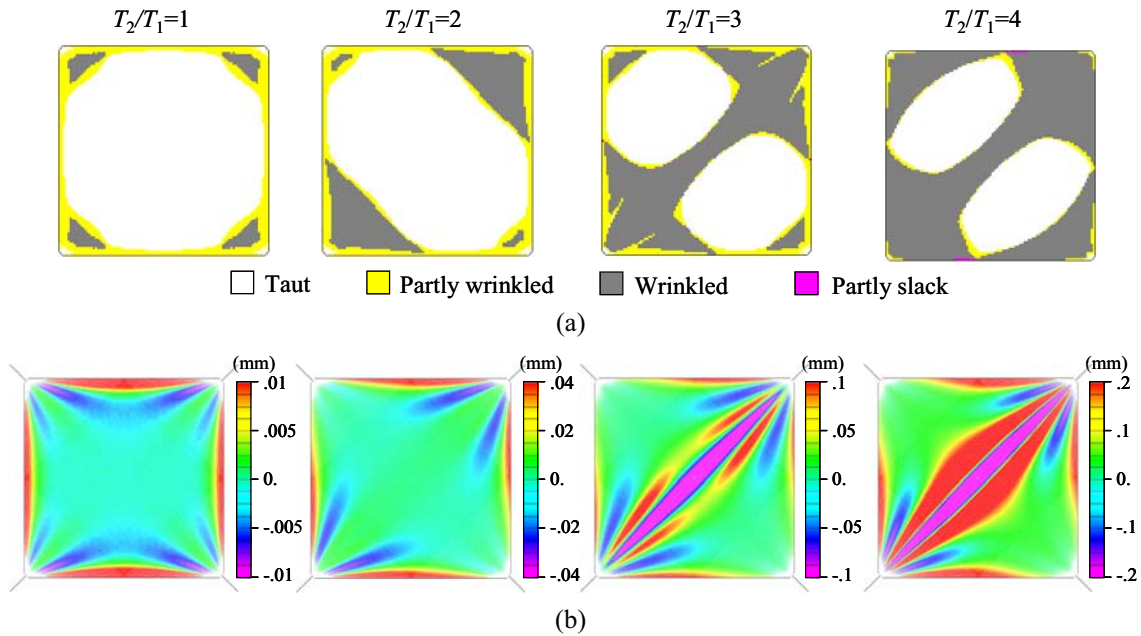 (a)
T₂/T₁=1 T₂/T₁=2 T₂/T₁=3 T₂/T₁=4
Taut Partly wrinkled Wrinkled Partly slack
(a)
(mm) (mm) (mm) (mm)
.01 .04 .1 .2
.005 .02 .05 .1
0. 0. 0. 0.
-.005 -.02 -.05 -.1
-.01 -.04 -.1 -.2
(b)